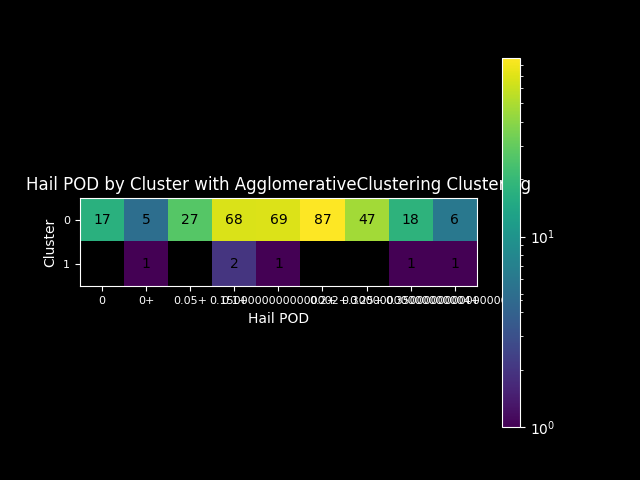 Hail POD by Cluster with AgglomerativeClustering Clustering
Cluster
0 17 5 27 68 69 87 47 18 6
1 1 2 1 1 1
0 0+ 0.05+
Hail POD
10¹
10⁰